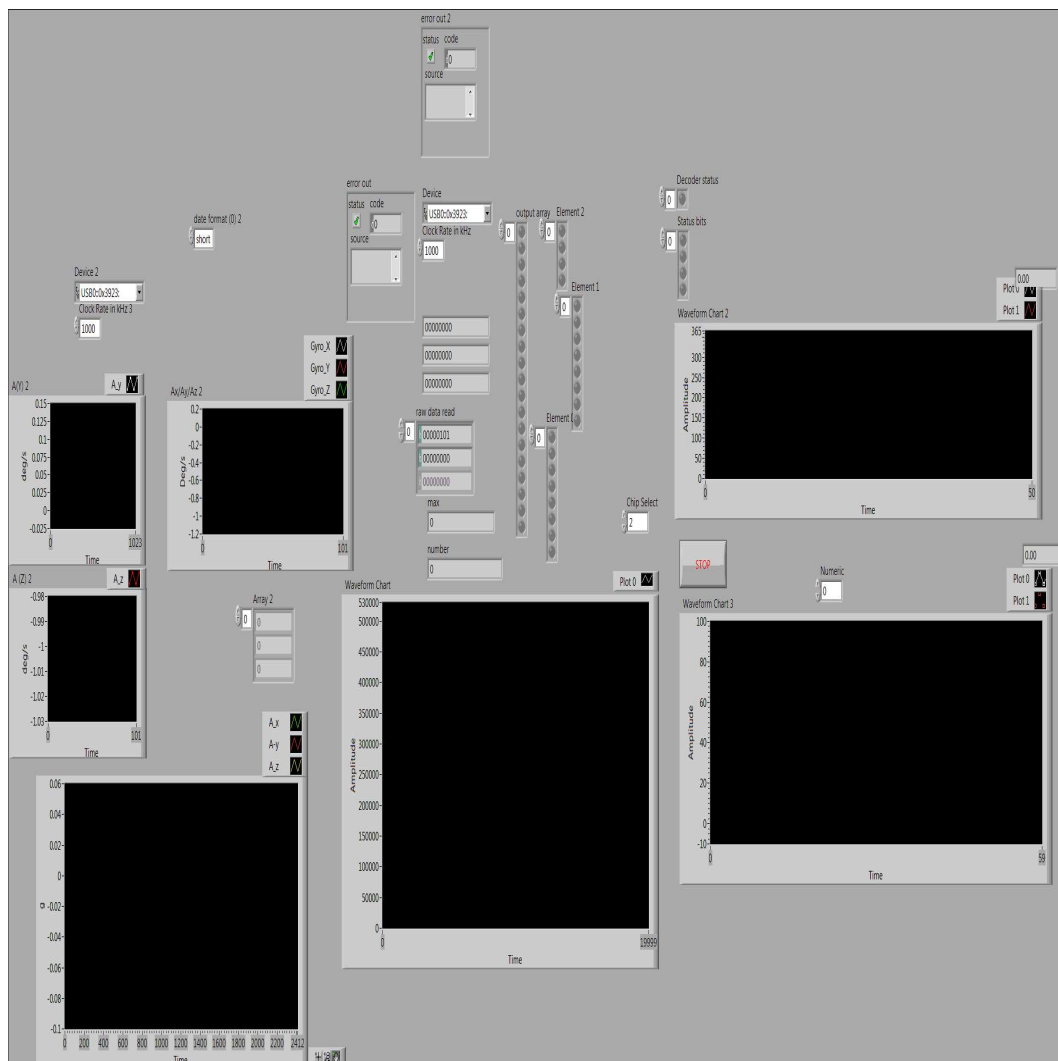 error out 2
status code
0
source
error out
status code
0
source
Device
USB0::0x3923:
Clock Rate in kHz
1000
date format (0) 2
short
Device 2
USB0::0x3923:
Clock Rate in kHz 3
1000
output array
0
Element 2
0
Element 1
0
Decoder status
0
Status bits
0
00000000
00000000
00000000
raw data read
0
00000101
00000000
00000000
max
0
number
0
Chip Select
2
0.00
Plot 0
Plot 1
Waveform Chart 2
365
300
250
200
150
100
50
0
Amplitude
0
50
Time
A(Y) 2
A_y
0.15
0.125
0.1
0.075
0.05
0.025
0
-0.025
deg/s
0
1023
Time
Gyro_X
Gyro_Y
Gyro_Z
Ax/Ay/Az 2
0.2
0
-0.2
-0.4
-0.6
-0.8
-1
-1.2
Deg/s
0
101
Time
A (Z) 2
A_z
-0.98
-0.99
-1
-1.01
-1.02
-1.03
deg/s
0
101
Time
Array 2
0
0
0
0
Waveform Chart
Plot 0
530000
500000
450000
400000
350000
300000
250000
200000
150000
100000
50000
0
Amplitude
0
19999
Time
STOP
Numeric
0
0.00
Plot 0
Plot 1
Waveform Chart 3
100
80
60
40
20
0
-10
Amplitude
0
59
Time
A_x
A-y
A_z
0.06
0.04
0.02
0
-0.02
-0.04
-0.06
-0.08
-0.1
g
0 200 400 600 800 1000 1200 1400 1600 1800 2000 2200 2412
Time